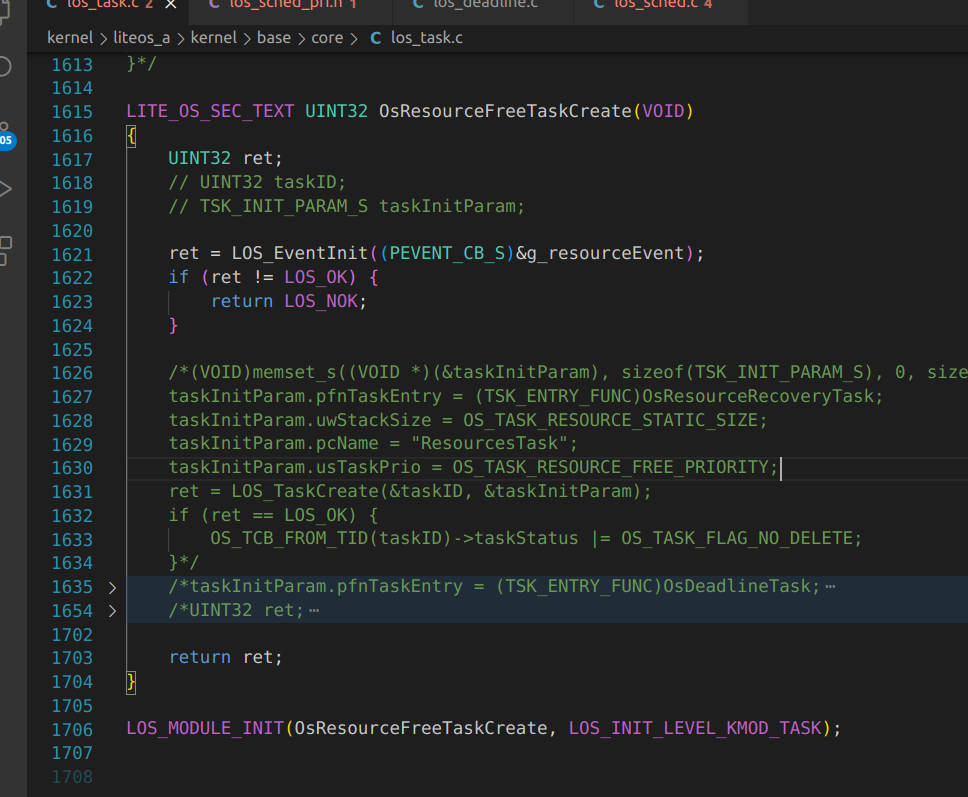 los_task.c 2
los_sched_pri.h 1
los_deadline.c
los_sched.c 4
kernel > liteos_a > kernel > base > core > C los_task.c
1613 }*/
1614
1615 LITE_OS_SEC_TEXT UINT32 OsResourceFreeTaskCreate(VOID)
1616 {
05
1617 UINT32 ret;
1618 // UINT32 taskID;
1619 // TSK_INIT_PARAM_S taskInitParam;
1620
1621 ret = LOS_EventInit((PEVENT_CB_S)&g_resourceEvent);
1622 if (ret != LOS_OK) {
1623 return LOS_NOK;
1624 }
1625
1626 /*(VOID)memset_s((VOID *)(&taskInitParam), sizeof(TSK_INIT_PARAM_S), 0, size
1627 taskInitParam.pfnTaskEntry = (TSK_ENTRY_FUNC)OsResourceRecoveryTask;
1628 taskInitParam.uwStackSize = OS_TASK_RESOURCE_STATIC_SIZE;
1629 taskInitParam.pcName = "ResourcesTask";
1630 taskInitParam.usTaskPrio = OS_TASK_RESOURCE_FREE_PRIORITY;
1631 ret = LOS_TaskCreate(&taskID, &taskInitParam);
1632 if (ret == LOS_OK) {
1633 OS_TCB_FROM_TID(taskID)->taskStatus |= OS_TASK_FLAG_NO_DELETE;
1634 }*/
1635 > /*taskInitParam.pfnTaskEntry = (TSK_ENTRY_FUNC)OsDeadlineTask; ⋯
1654 > /*UINT32 ret; ⋯
1702
1703 return ret;
1704 }
1705
1706 LOS_MODULE_INIT(OsResourceFreeTaskCreate, LOS_INIT_LEVEL_KMOD_TASK);
1707
1708